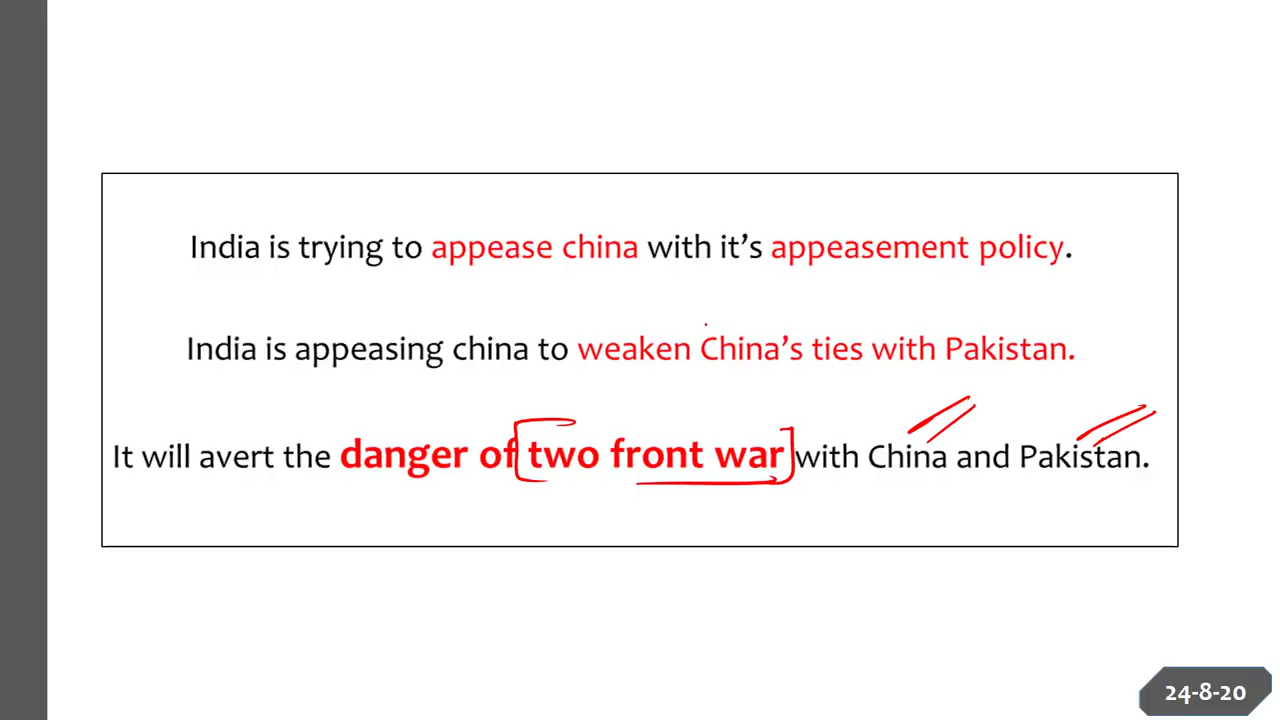 India is trying to appease china with it’s appeasement policy.
India is appeasing china to weaken China’s ties with Pakistan.
It will avert the danger of two front war with China and Pakistan.
24-8-20